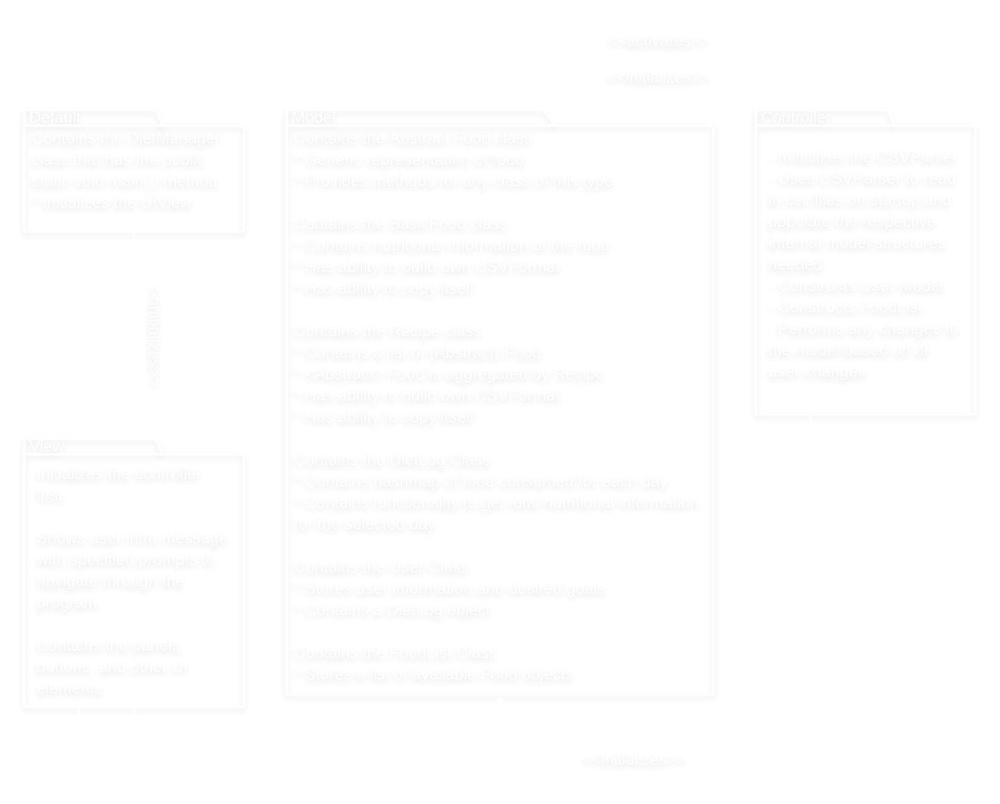 <<activates>>
<<initializes>>
Default
Contains the DietManager
class that has the public
static void main() method.
* Initializes the UIView
<<initializes>>
View
Initializes the controller
first.
Shows user intro message
with specified prompts to
navigate through the
program.
Contains the panels,
buttons, and other UI
elements
Model
Contains the Abstract Food class
* Generic representation of food
* Provides methods for any class of this type
Contains the BasicFood class
* Contains nutritional information of the food
* Has ability to build own CSVFormat
* Has ability to copy itself
Contains the Recipe class
* Contains a list of (Abstract) Food
* <Abstract> Food is aggregated by Recipe
* Has ability to build own CSVFormat
* Has ability to copy itself
Contains the DietLog Class
* Contains hashmap of food consumed for each day
* Contains functionality to get total nutritional information
for the selected day
Contains the User Class
* Stores user information and desired goals
* Contains a DietLog object
Contains the FoodList Class
* Stores a list of available Food objects
Controller
- Initializes the CSVParser
- Uses CSVParser to read
in csv files on startup and
populate the respective
internal model structures
needed.
- Constructs User Model
- Constructs FoodList
- Performs any changes to
the model based on of
user changes
<<initializes>>